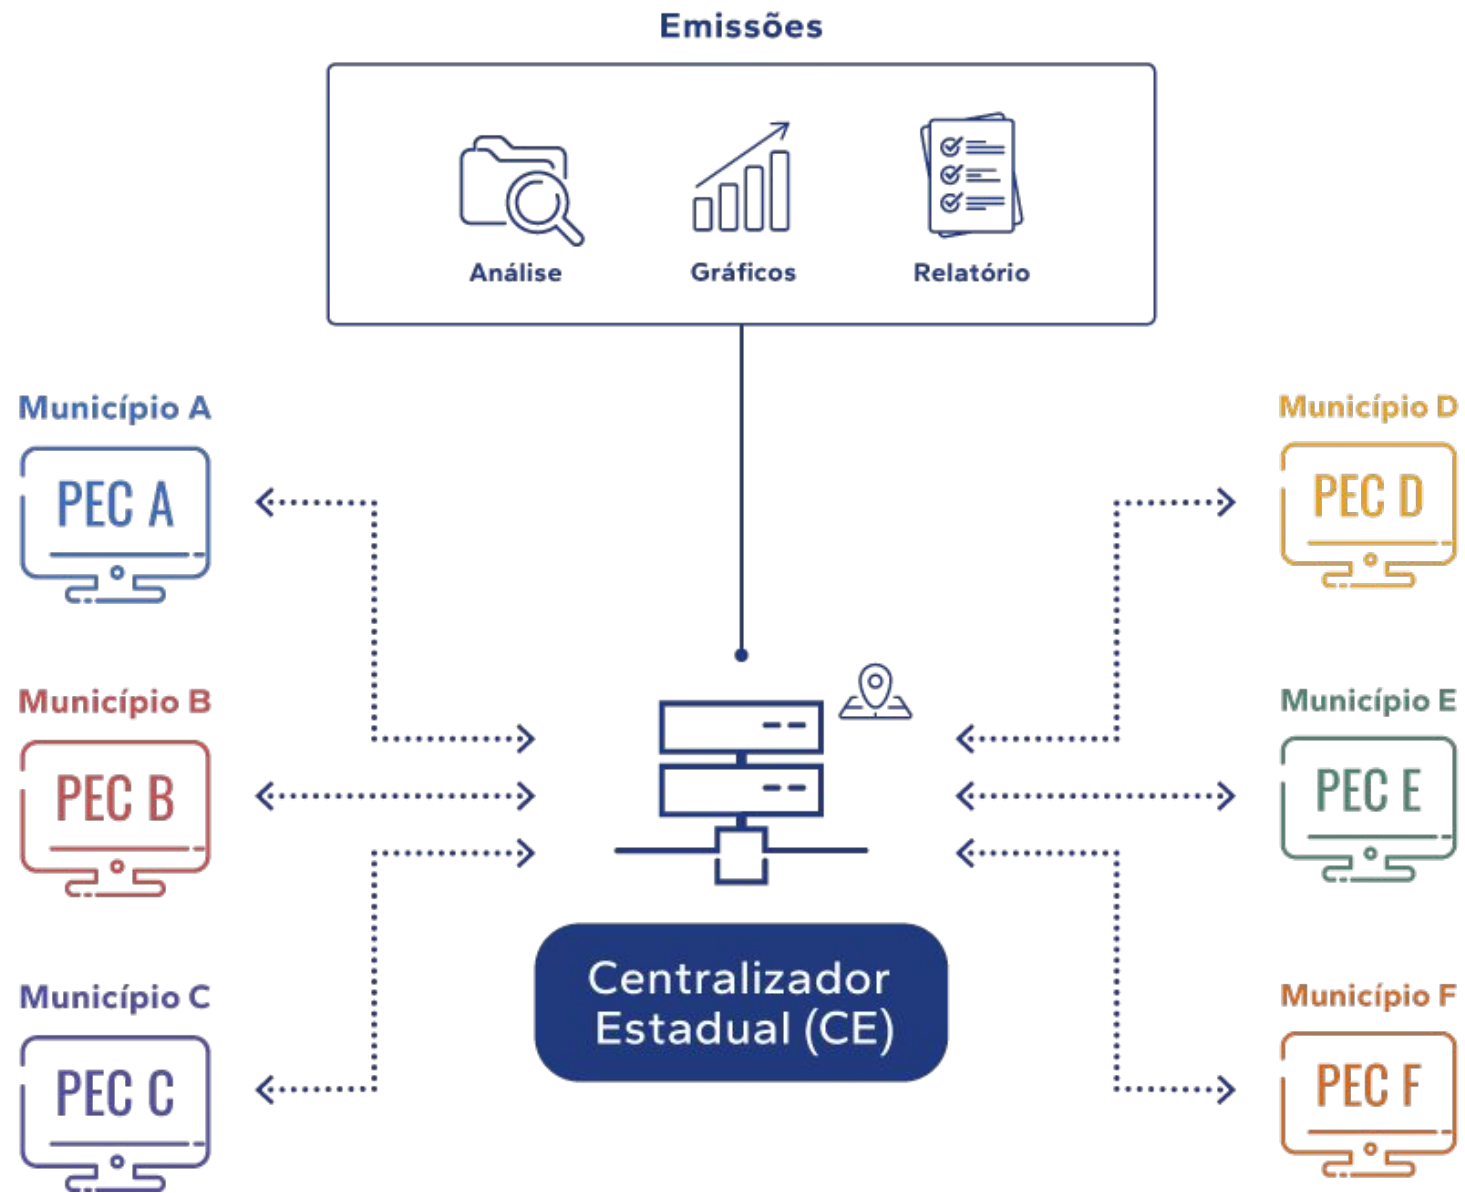 Emissões
Análise
Gráficos
Relatório
Município A
PEC A
Município B
PEC B
Município C
PEC C
Município D
PEC D
Município E
PEC E
Município F
PEC F
Centralizador
Estadual (CE)